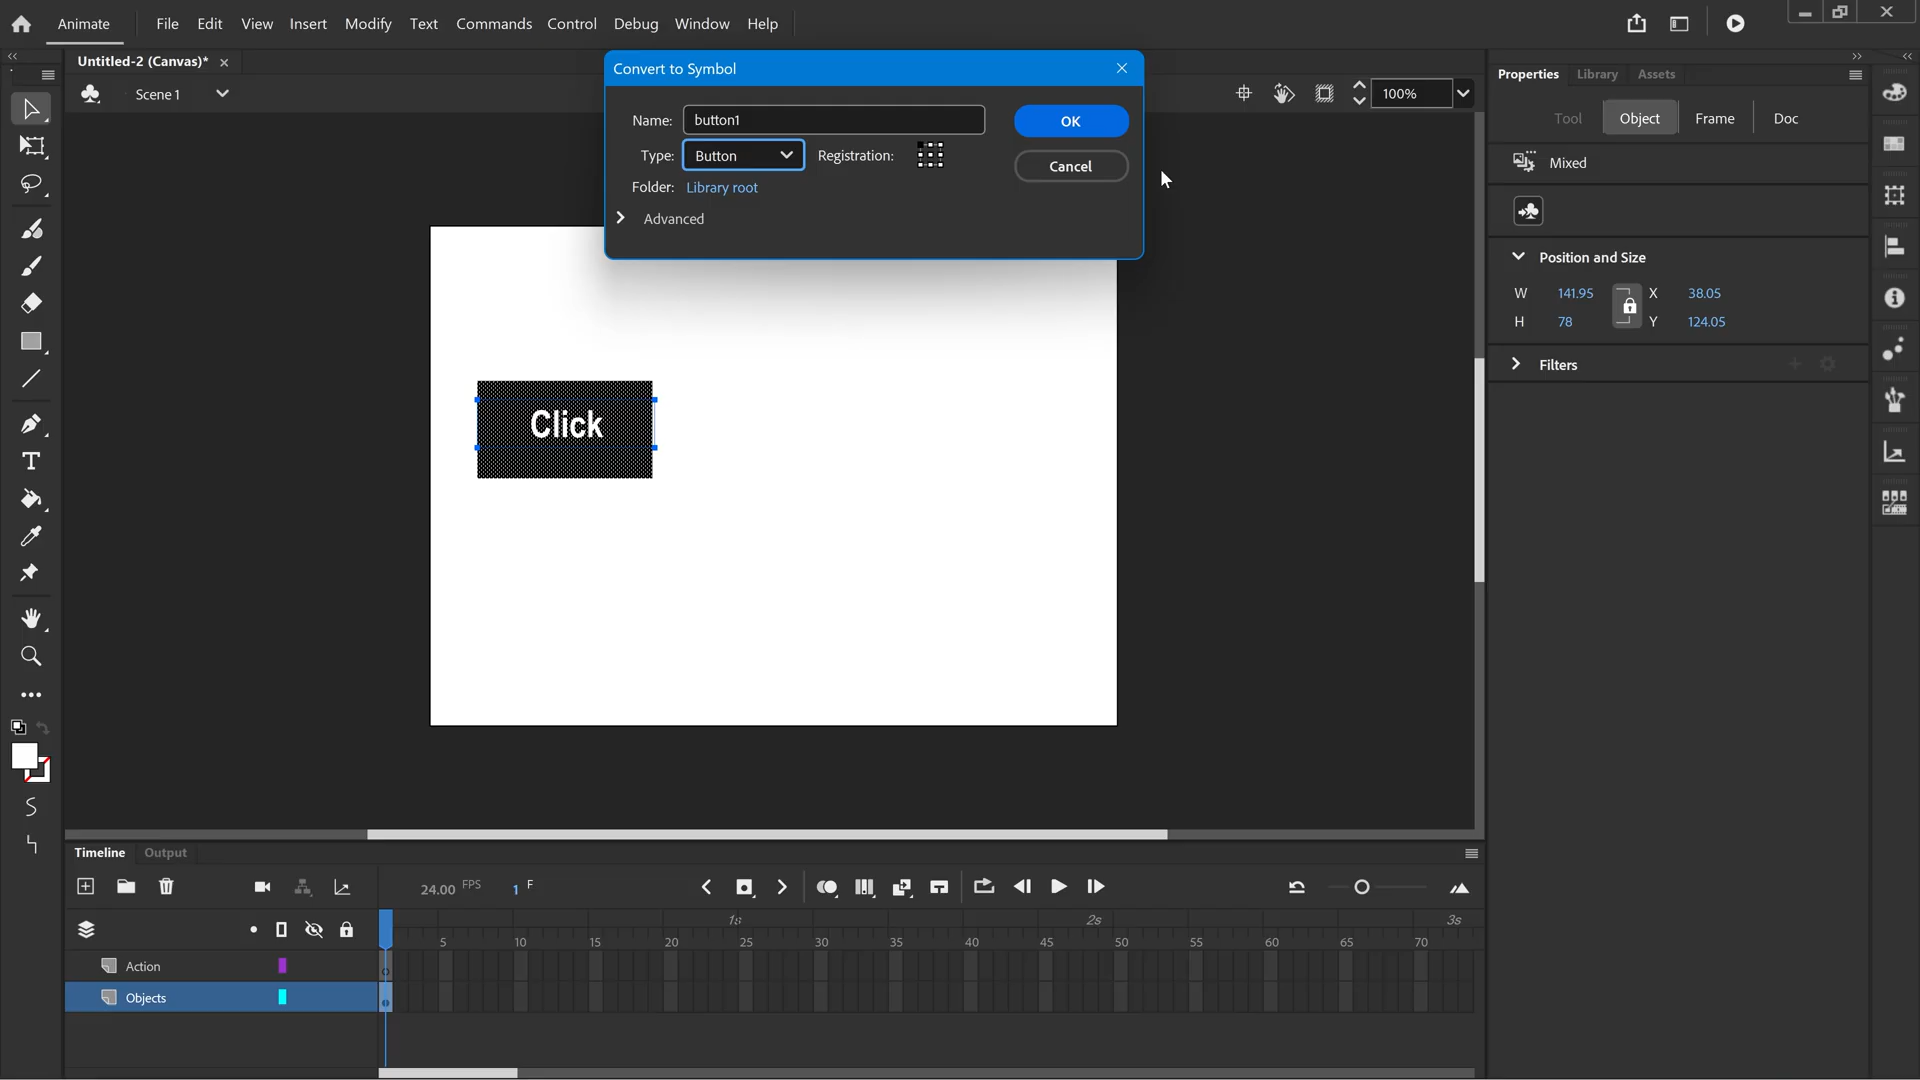 Animate File Edit View Insert Modify Text Commands Control Debug Window Help
Untitled-2 (Canvas)*
Scene 1
100%
Convert to Symbol
Name: button1
OK
Type: Button Registration:
Cancel
Folder: Library root
Advanced
Click
Properties Library Assets
Tool Object Frame Doc
Mixed
Position and Size
W 141.95 X 38.05
H 78 Y 124.05
Filters
Timeline Output
24.00 FPS 1 F
1s 2s 3s
5 10 15 20 25 30 35 40 45 50 55 60 65 70
Action
Objects